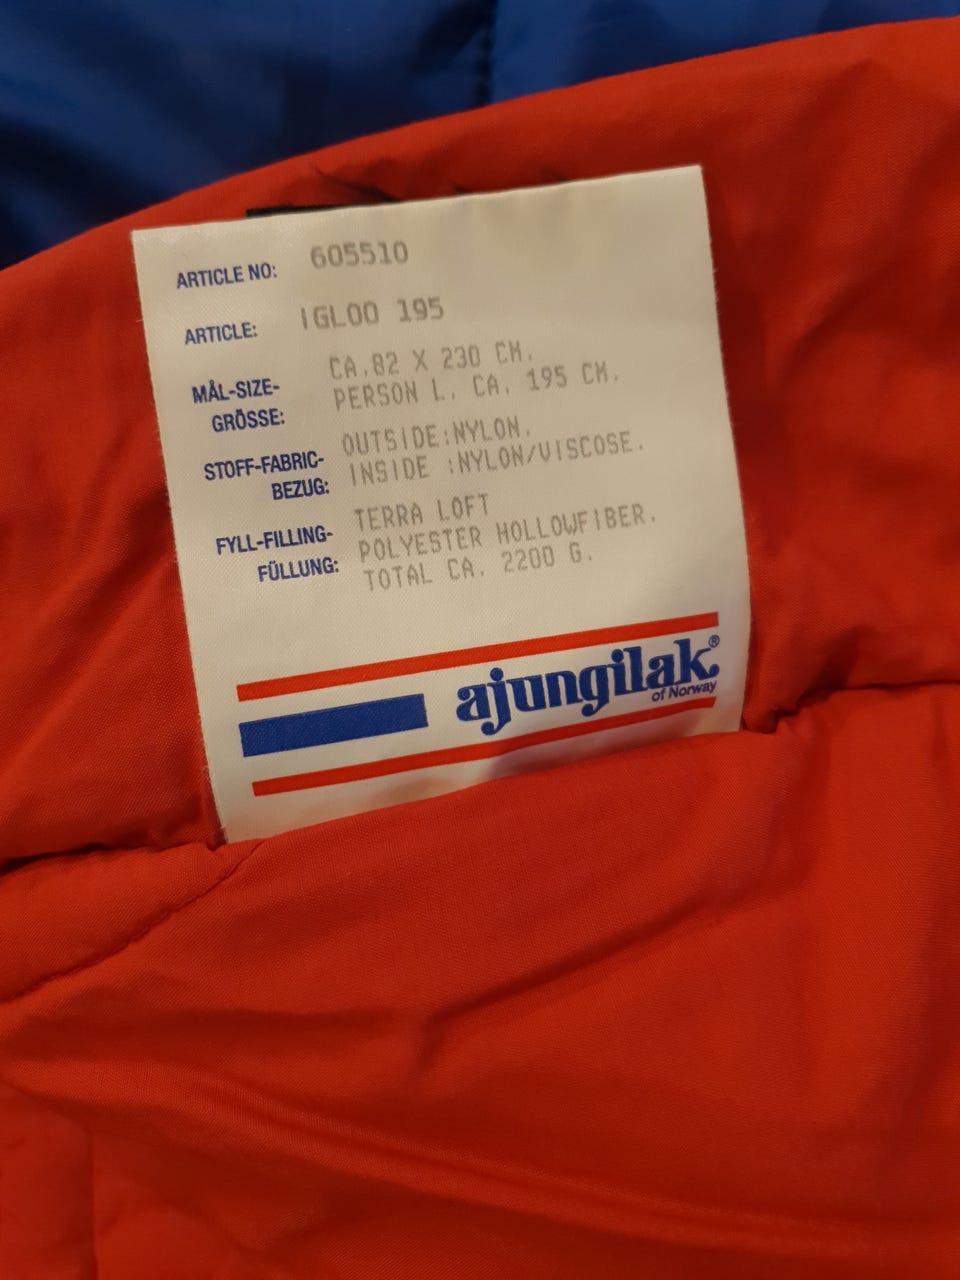 ARTICLE NO: 605510
ARTICLE: IGLOO 195
MÅL-SIZE- CA.82 X 230 CM.
GRÖSSE: PERSON L. CA. 195 CM.
STOFF-FABRIC- OUTSIDE:NYLON.
BEZUG: INSIDE :NYLON/VISCOSE.
FYLL-FILLING- TERRA LOFT
POLYESTER HOLLOWFIBER.
FÜLLUNG: TOTAL CA. 2200 G.
ajungilak®
of Norway